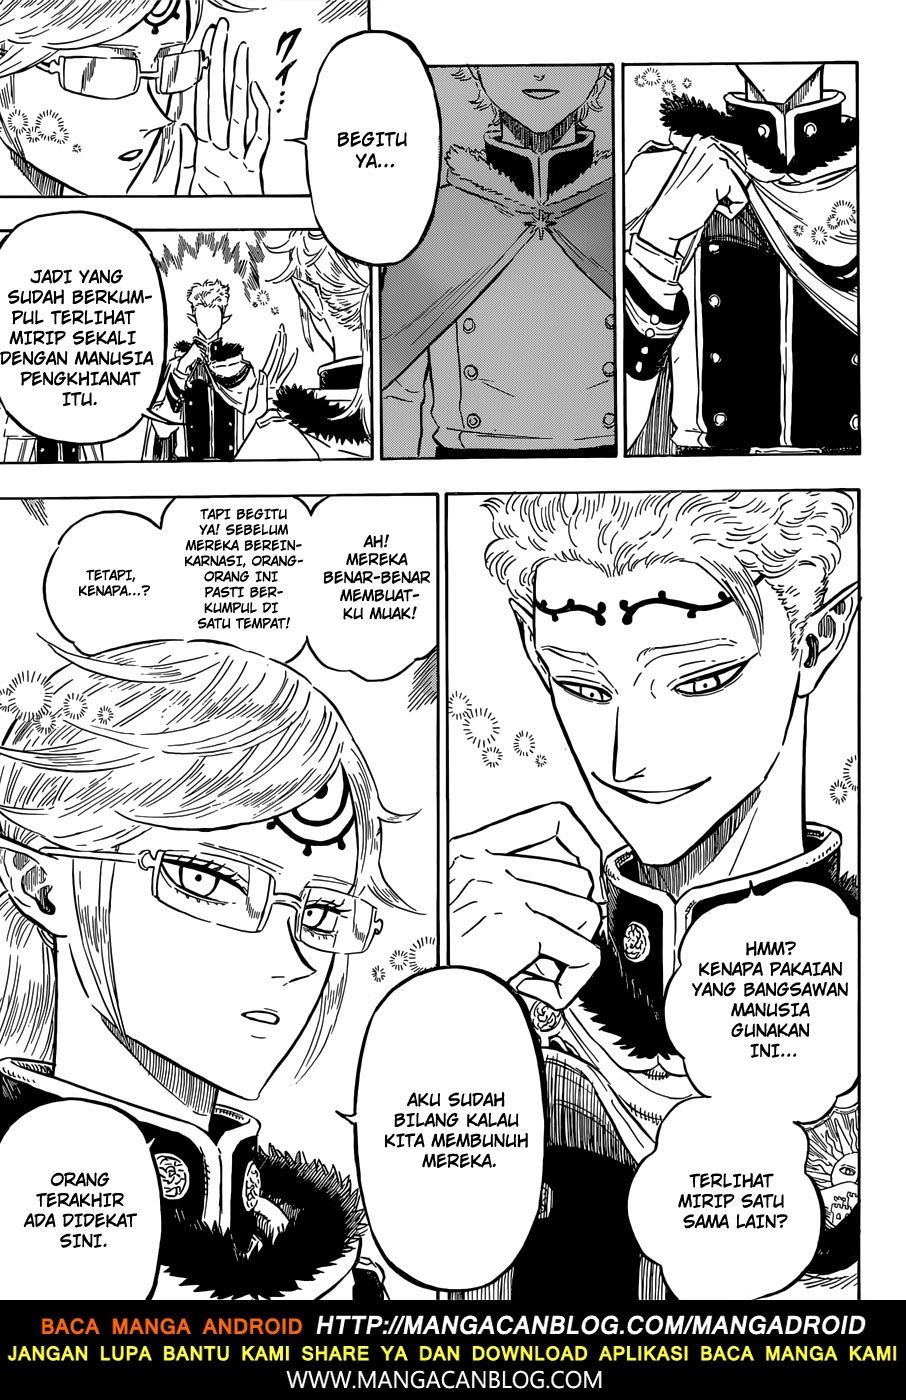 クイ…
BEGITU
YA...
JADI YANG
SUDAH BERKUM-
PUL TERLIHAT
MIRIP SEKALI
DENGAN MANUSIA
PENGKHIANAT
ITU.
HMM?
KENAPA PAKAIAN
YANG BANGSAWAN
MANUSIA
GUNAKAN
INI...
TERLIHAT
MIRIP SATU
SAMA LAIN?
AH!
MEREKA
BENAR-BENAR
MEMBUAT-
KU MUAK!
TAPI BEGITU
YA! SEBELUM
MEREKA BEREIN-
KARNASI, ORANG-
ORANG INI
PASTI BER-
KUMPUL DI
SATU TEMPAT!
TETAPI,
KENAPA...?
AKU SUDAH
BILANG KALAU
KITA MEMBUNUH
MEREKA.
ORANG
TERAKHIR
ADA DIDEKAT
SINI.
BACA MANGA ANDROID HTTP://MANGACANBLOG.COM/MANGADROID
JANGAN LUPA BANTU KAMI SHARE YA DAN DOWNLOAD APLIKASI BACA MANGA KAMI
WWW.MANGACANBLOG.COM